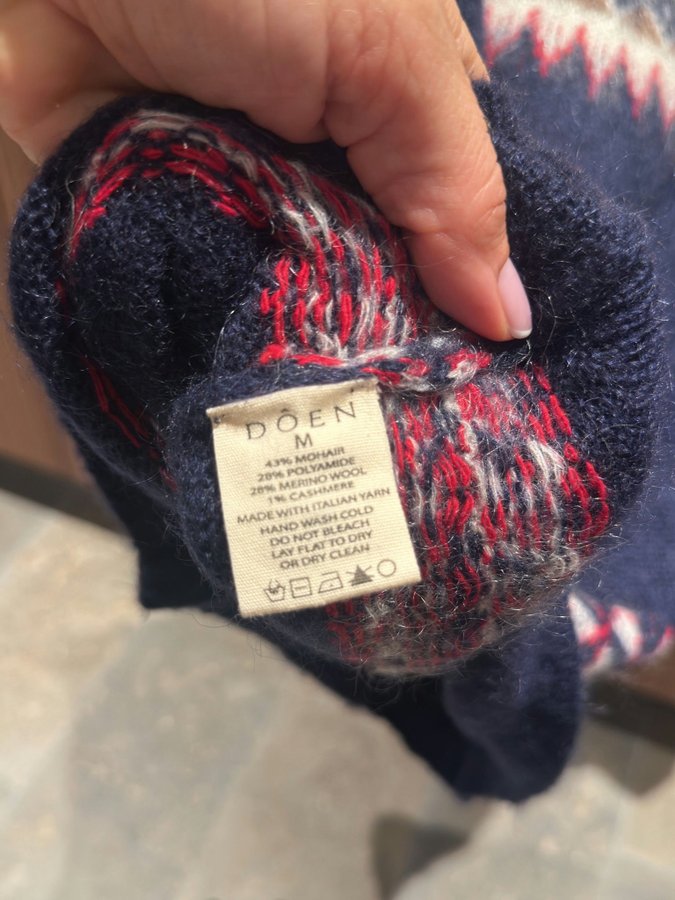 DÔEN
M
43% MOHAIR
28% POLYAMIDE
28% MERINO WOOL
1% CASHMERE
MADE WITH ITALIAN YARN
HAND WASH COLD
DO NOT BLEACH
LAY FLAT TO DRY
OR DRY CLEAN